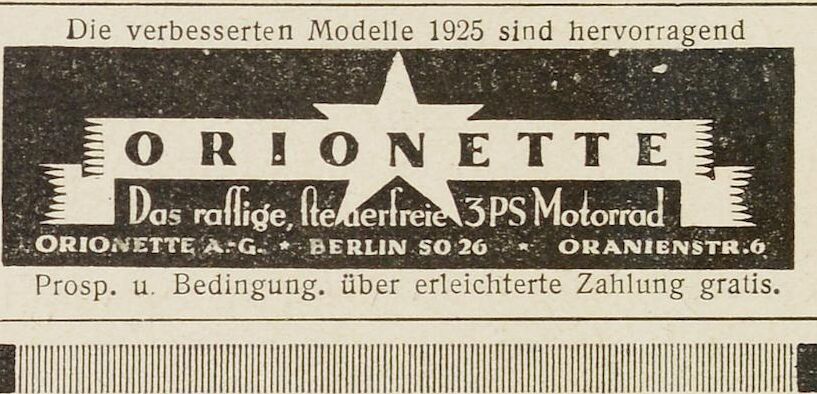 Die verbesserten Modelle 1925 sind hervorragend
ORIONETTE
Das rassige, steuerfreie 3PS Motorrad
ORIONETTE A.-G. * BERLIN SO 26 * ORANIENSTR. 6
Prosp. u. Bedingung. über erleichterte Zahlung gratis.